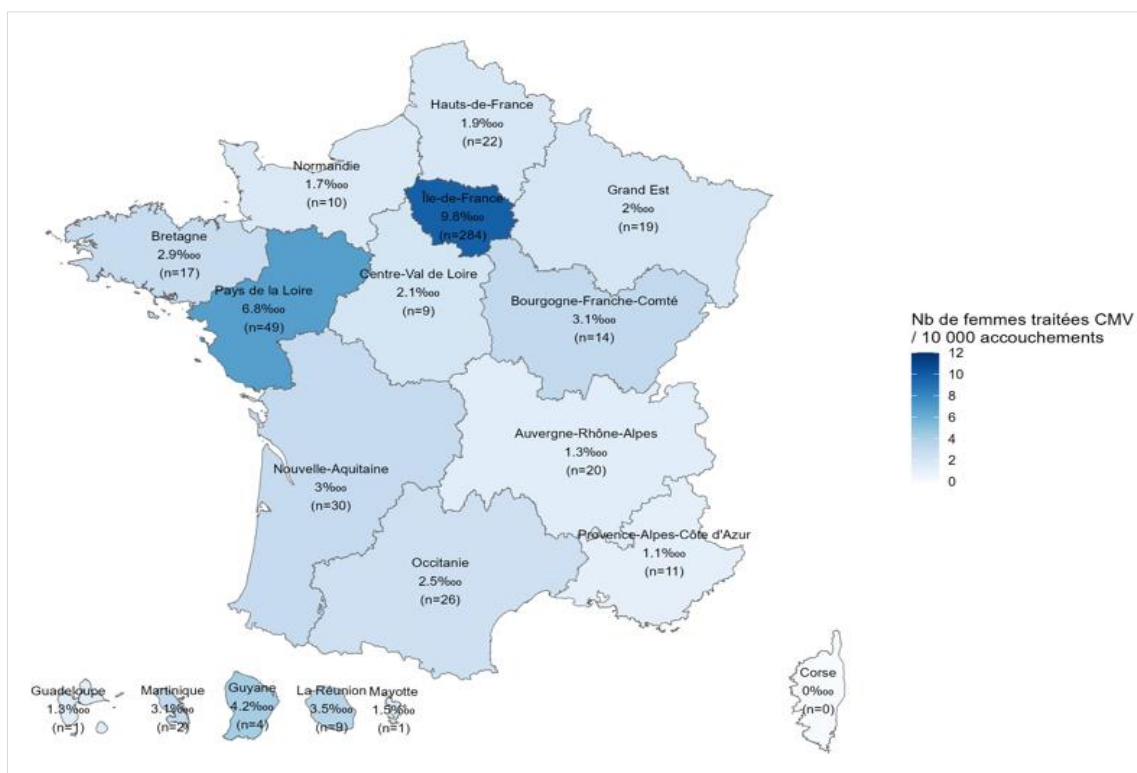 Hauts-de-France
1.9‱
(n=22)
Normandie
1.7‱
(n=10)
Île-de-France
9.8‱
(n=284)
Grand Est
2‱
(n=19)
Bretagne
2.9‱
(n=17)
Pays de la Loire
6.8‱
(n=49)
Centre-Val de Loire
2.1‱
(n=9)
Bourgogne-Franche-Comté
3.1‱
(n=14)
Auvergne-Rhône-Alpes
1.3‱
(n=20)
Nouvelle-Aquitaine
3‱
(n=30)
Occitanie
2.5‱
(n=26)
Provence-Alpes-Côte d'Azur
1.1‱
(n=11)
Guadeloupe
1.3‱
(n=1)
Martinique
3.1‱
(n=2)
Guyane
4.2‱
(n=4)
La Réunion
3.5‱
(n=9)
Mayotte
1.5‱
(n=1)
Corse
0‱
(n=0)
Nb de femmes traitées CMV
/ 10 000 accouchements
12
10
8
6
4
2
0